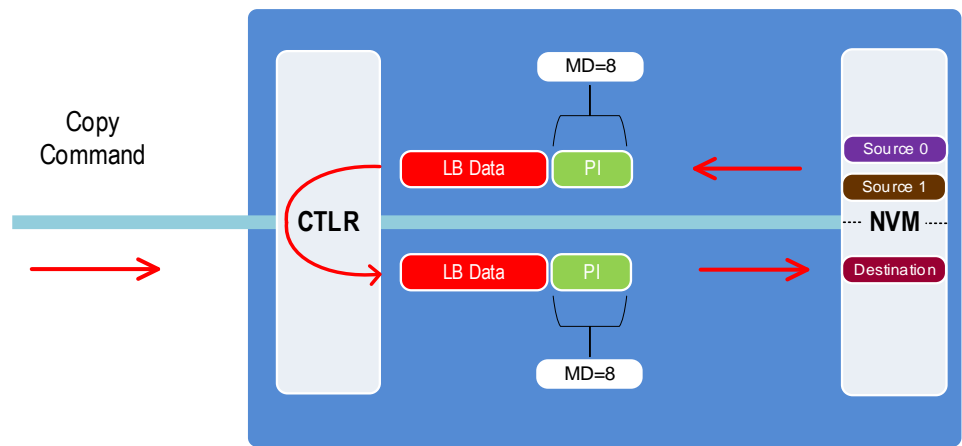 MD=8
Copy
Command
LB Data
PI
Source 0
Source 1
CTLR
NVM
LB Data
PI
Destination
MD=8